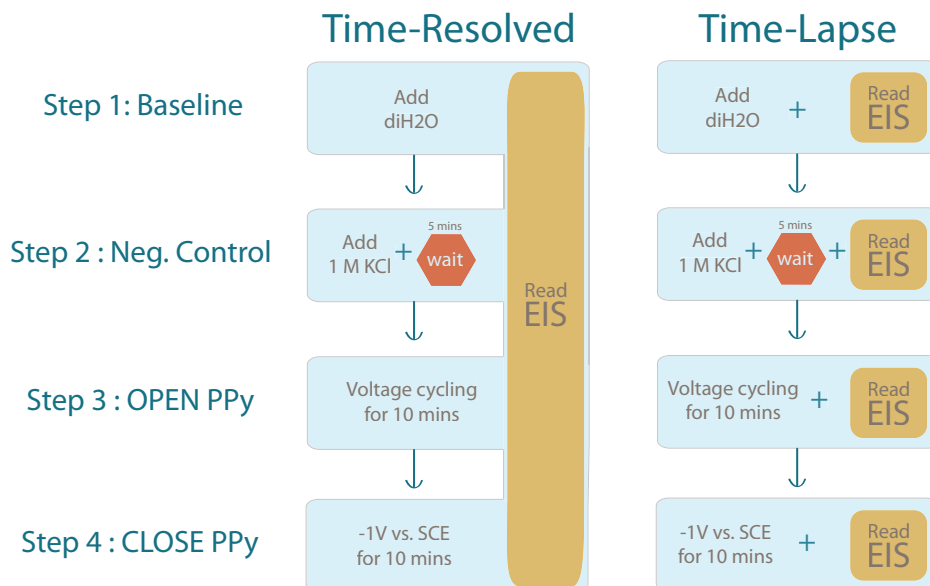 Time-Resolved
Time-Lapse
Step 1: Baseline
Add
diH2O
Add
diH2O
+
Read
EIS
Step 2 : Neg. Control
Add
1 M KCl
+
5 mins
wait
Add
1 M KCl
+
5 mins
wait
+
Read
EIS
Read
EIS
Step 3 : OPEN PPy
Voltage cycling
for 10 mins
Voltage cycling
for 10 mins
+
Read
EIS
Step 4 : CLOSE PPy
-1V vs. SCE
for 10 mins
-1V vs. SCE
for 10 mins
+
Read
EIS